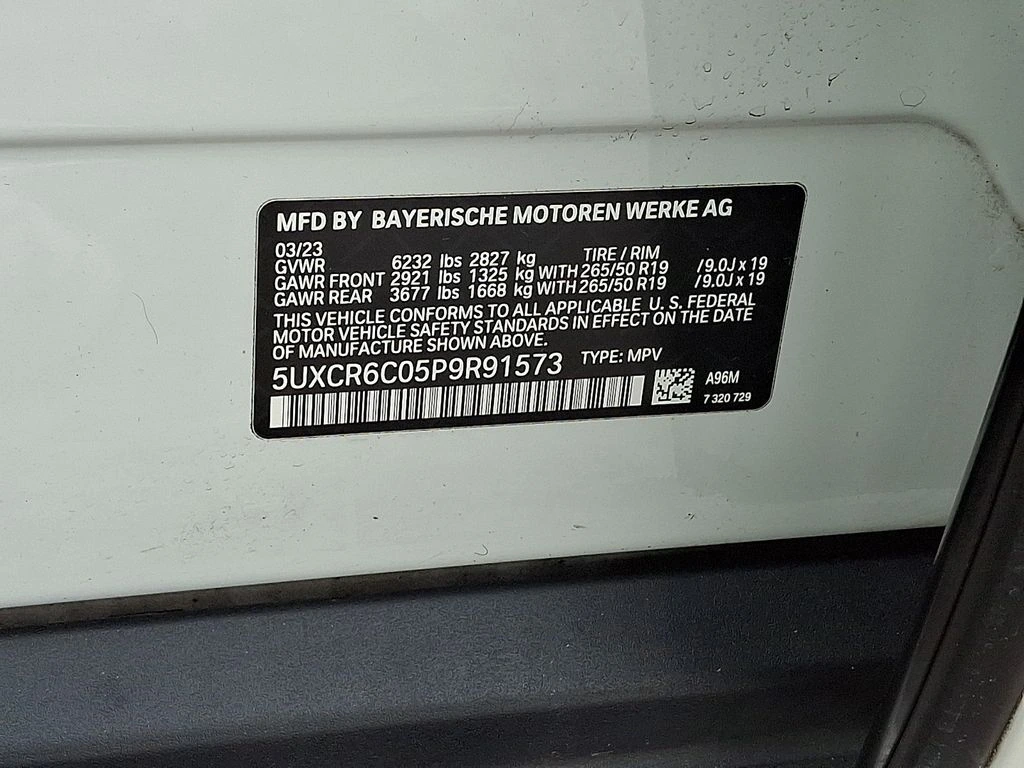 MFD BY BAYERISCHE MOTOREN WERKE AG
03/23
GVWR 6232 lbs 2827 kg TIRE / RIM
GAWR FRONT 2921 lbs 1325 kg WITH 265/50 R19 /9.0J x 19
GAWR REAR 3677 lbs 1668 kg WITH 265/50 R19 /9.0J x 19
THIS VEHICLE CONFORMS TO ALL APPLICABLE U. S. FEDERAL
MOTOR VEHICLE SAFETY STANDARDS IN EFFECT ON THE DATE
OF MANUFACTURE SHOWN ABOVE.
5UXCR6C05P9R91573 TYPE: MPV
A96M
7 320 729